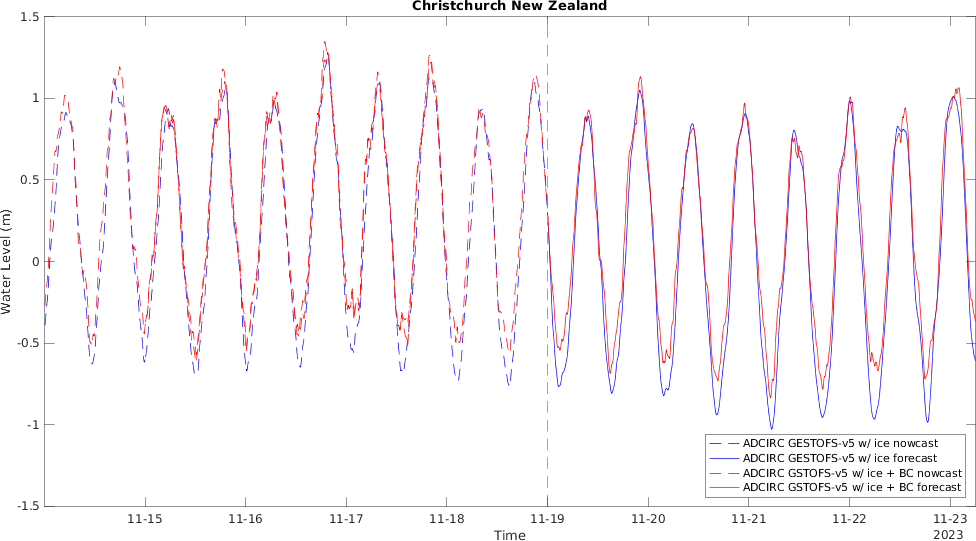 Christchurch New Zealand
1.5
1
0.5
0
-0.5
-1
-1.5
Water Level (m)
11-15
11-16
11-17
11-18
11-19
11-20
11-21
11-22
11-23
Time
2023
ADCIRC GESTOFS-v5 w/ ice nowcast
ADCIRC GESTOFS-v5 w/ ice forecast
ADCIRC GSTOFS-v5 w/ ice + BC nowcast
ADCIRC GSTOFS-v5 w/ ice + BC forecast